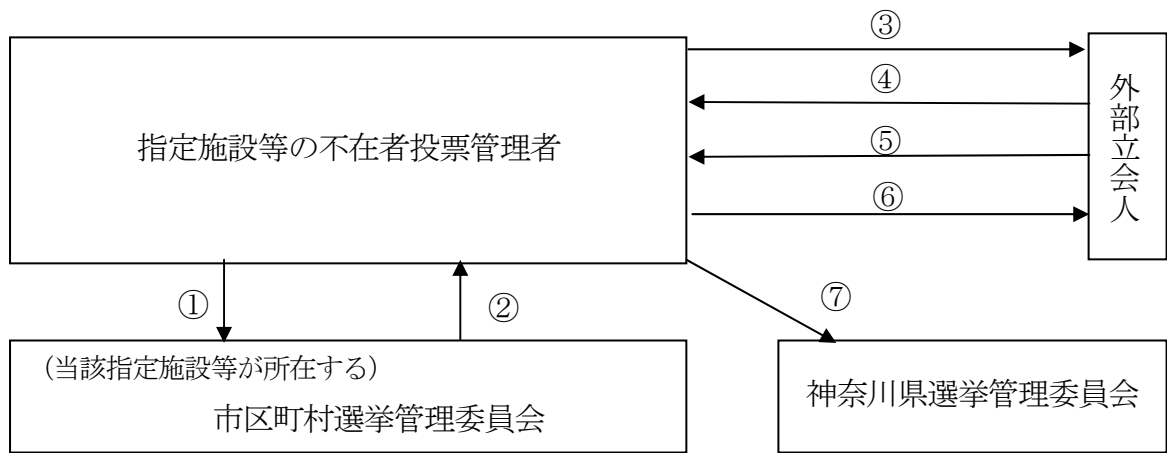 ③
④
指定施設等の不在者投票管理者
⑤
⑥
外部立会人
①
②
⑦
（当該指定施設等が所在する）
市区町村選挙管理委員会
神奈川県選挙管理委員会